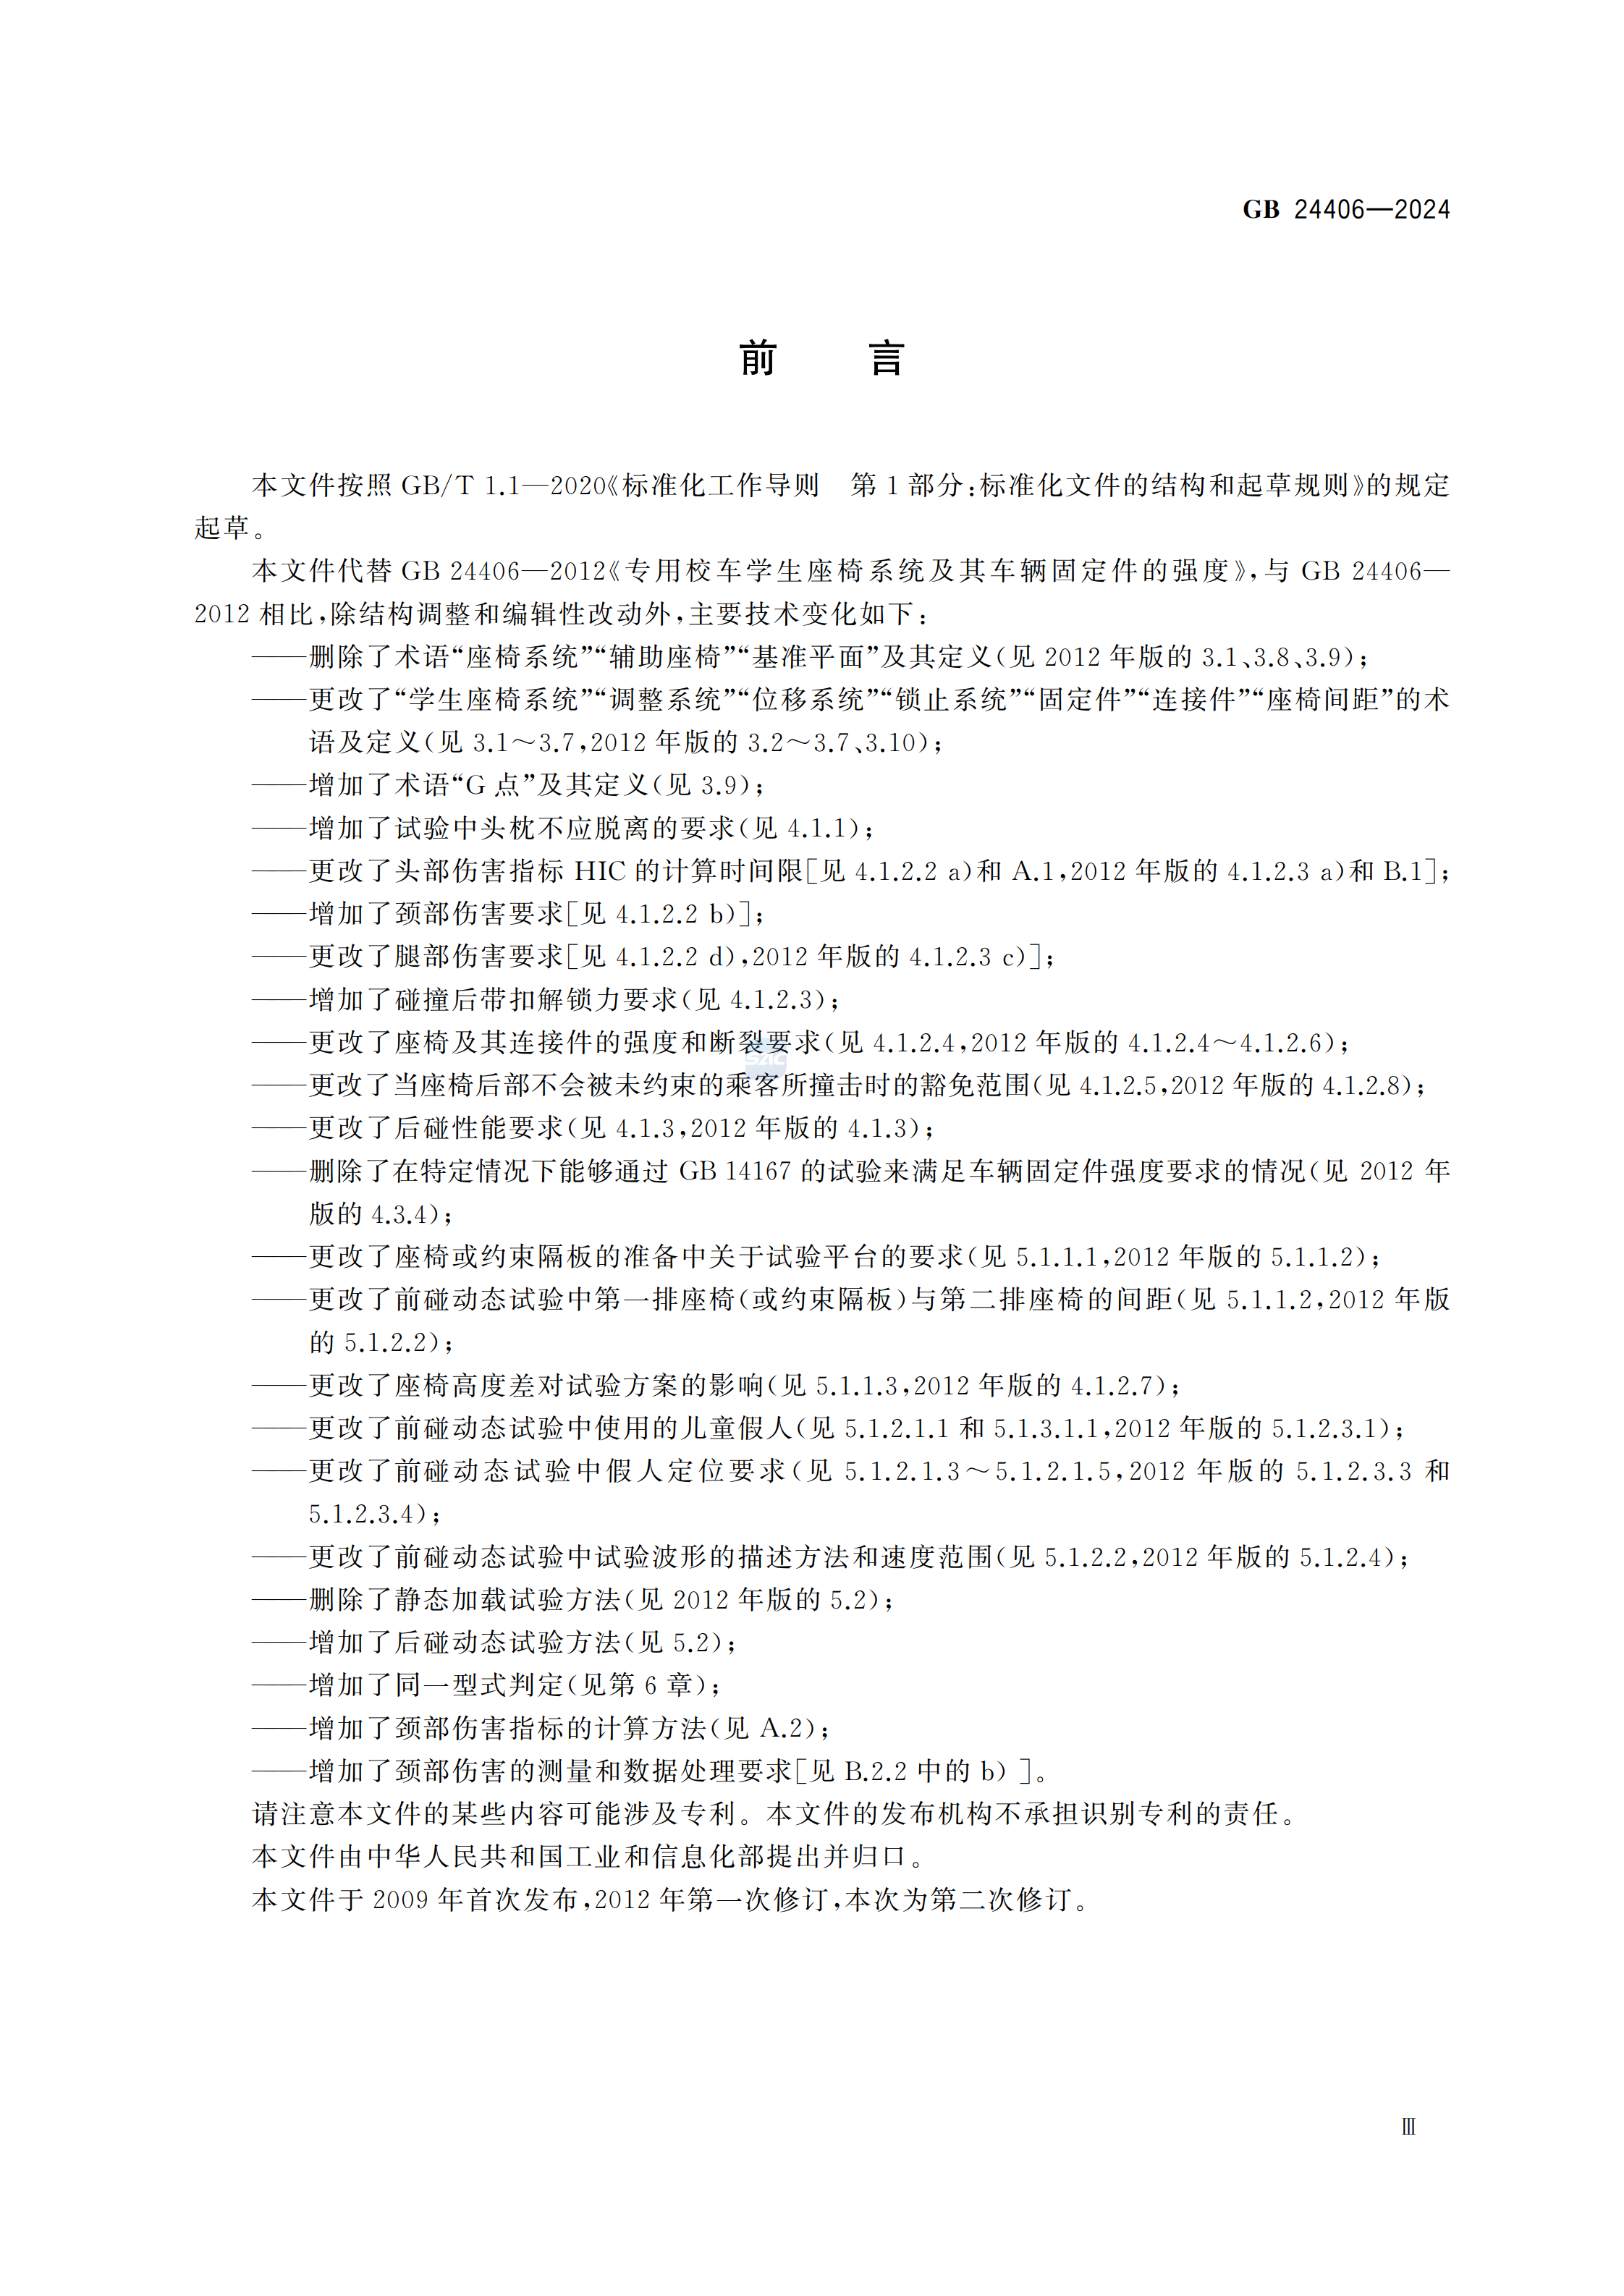 GB 24406—2024
前 言
本文件按照 GB/T 1.1—2020《标准化工作导则 第 1 部分:标准化文件的结构和起草规则》的规定
起草。
本文件代替 GB 24406—2012《专用校车学生座椅系统及其车辆固定件的强度》,与 GB 24406—
2012 相比,除结构调整和编辑性改动外,主要技术变化如下:
——删除了术语“座椅系统”“辅助座椅”“基准平面”及其定义(见 2012 年版的 3.1、3.8、3.9);
——更改了“学生座椅系统”“调整系统”“位移系统”“锁止系统”“固定件”“连接件”“座椅间距”的术
语及定义(见 3.1～3.7,2012 年版的 3.2～3.7、3.10);
——增加了术语“G 点”及其定义(见 3.9);
——增加了试验中头枕不应脱离的要求(见 4.1.1);
——更改了头部伤害指标 HIC 的计算时间限[见 4.1.2.2 a)和 A.1,2012 年版的 4.1.2.3 a)和 B.1];
——增加了颈部伤害要求[见 4.1.2.2 b)];
——更改了腿部伤害要求[见 4.1.2.2 d),2012 年版的 4.1.2.3 c)];
——增加了碰撞后带扣解锁力要求(见 4.1.2.3);
——更改了座椅及其连接件的强度和断裂要求(见 4.1.2.4,2012 年版的 4.1.2.4～4.1.2.6);
——更改了当座椅后部不会被未约束的乘客所撞击时的豁免范围(见 4.1.2.5,2012 年版的 4.1.2.8);
——更改了后碰性能要求(见 4.1.3,2012 年版的 4.1.3);
——删除了在特定情况下能够通过 GB 14167 的试验来满足车辆固定件强度要求的情况(见 2012 年
版的 4.3.4);
——更改了座椅或约束隔板的准备中关于试验平台的要求(见 5.1.1.1,2012 年版的 5.1.1.2);
——更改了前碰动态试验中第一排座椅(或约束隔板)与第二排座椅的间距(见 5.1.1.2,2012 年版
的 5.1.2.2);
——更改了座椅高度差对试验方案的影响(见 5.1.1.3,2012 年版的 4.1.2.7);
——更改了前碰动态试验中使用的儿童假人(见 5.1.2.1.1 和 5.1.3.1.1,2012 年版的 5.1.2.3.1);
——更改了前碰动态试验中假人定位要求(见 5.1.2.1.3～5.1.2.1.5,2012 年版的 5.1.2.3.3 和
5.1.2.3.4);
——更改了前碰动态试验中试验波形的描述方法和速度范围(见 5.1.2.2,2012 年版的 5.1.2.4);
——删除了静态加载试验方法(见 2012 年版的 5.2);
——增加了后碰动态试验方法(见 5.2);
——增加了同一型式判定(见第 6 章);
——增加了颈部伤害指标的计算方法(见 A.2);
——增加了颈部伤害的测量和数据处理要求[见 B.2.2 中的 b) ]。
请注意本文件的某些内容可能涉及专利。本文件的发布机构不承担识别专利的责任。
本文件由中华人民共和国工业和信息化部提出并归口。
本文件于 2009 年首次发布,2012 年第一次修订,本次为第二次修订。
Ⅲ